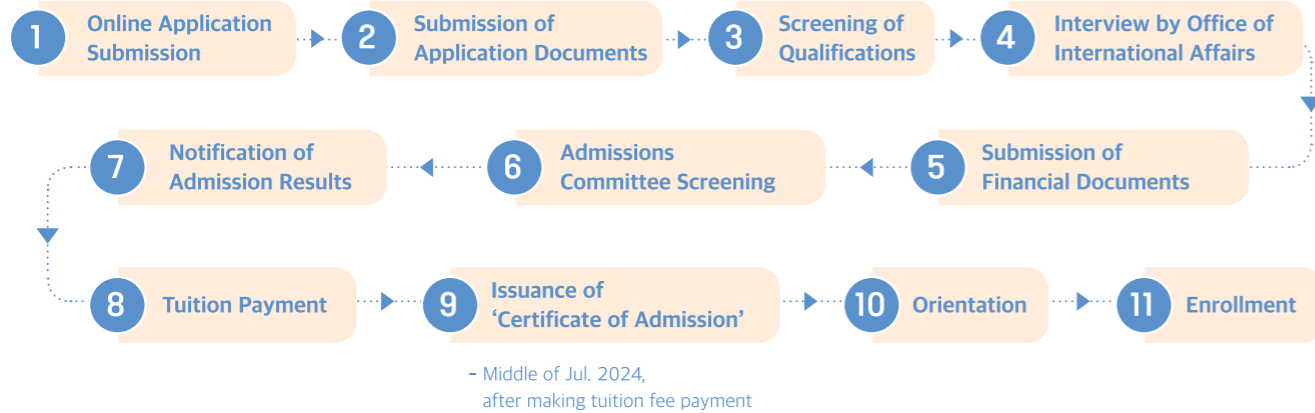 1
Online Application
Submission
2
Submission of
Application Documents
3
Screening of
Qualifications
4
Interview by Office of
International Affairs
5
Submission of
Financial Documents
6
Admissions
Committee Screening
7
Notification of
Admission Results
8
Tuition Payment
9
Issuance of
‘Certificate of Admission’
– Middle of Jul. 2024,
after making tuition fee payment
10
Orientation
11
Enrollment